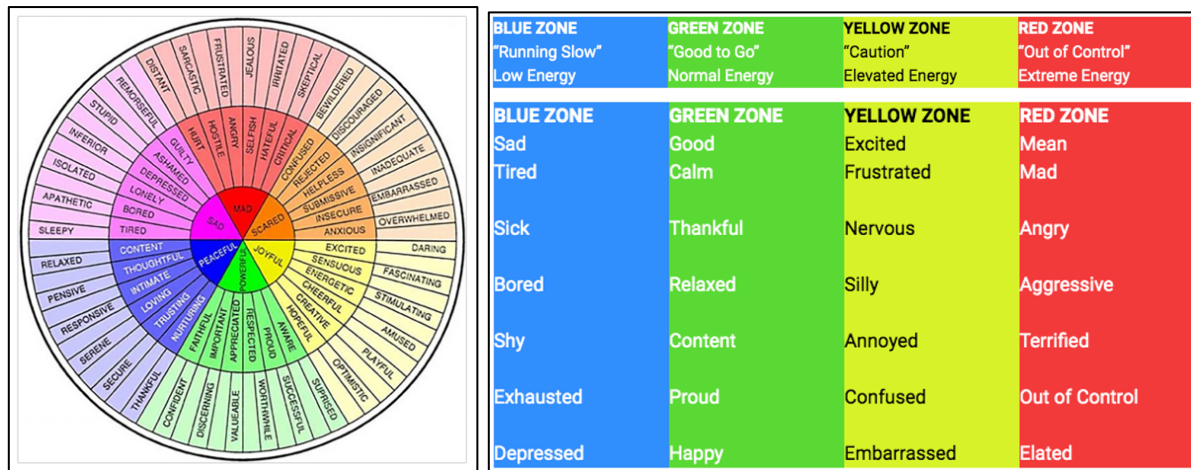 MAD
SCARED
JOYFUL
POWERFUL
PEACEFUL
SAD
HURT
HOSTILE
ANGRY
SELFISH
HATEFUL
CRITICAL
CONFUSED
REJECTED
HELPLESS
SUBMISSIVE
INSECURE
ANXIOUS
EXCITED
SENSUOUS
ENERGETIC
CHEERFUL
CREATIVE
HOPEFUL
AWARE
PROUD
RESPECTED
APPRECIATED
IMPORTANT
FAITHFUL
NURTURING
TRUSTING
LOVING
INTIMATE
THOUGHTFUL
CONTENT
TIRED
BORED
LONELY
DEPRESSED
ASHAMED
GUILTY
DISTANT
SARCASTIC
FRUSTRATED
JEALOUS
IRRITATED
SKEPTICAL
BEWILDERED
DISCOURAGED
INSIGNIFICANT
INADEQUATE
EMBARRASSED
OVERWHELMED
DARING
FASCINATING
STIMULATING
AMUSED
PLAYFUL
OPTIMISTIC
SUPRISED
SUCCESSFUL
WORTHWHILE
VALUEABLE
DISCERNING
CONFIDENT
THANKFUL
SECURE
SERENE
RESPONSIVE
PENSIVE
RELAXED
SLEEPY
APATHETIC
ISOLATED
INFERIOR
STUPID
REMORSEFUL
BLUE ZONE GREEN ZONE YELLOW ZONE RED ZONE
"Running Slow" "Good to Go" "Caution" "Out of Control"
Low Energy Normal Energy Elevated Energy Extreme Energy
BLUE ZONE GREEN ZONE YELLOW ZONE RED ZONE
Sad Good Excited Mean
Tired Calm Frustrated Mad
Sick Thankful Nervous Angry
Bored Relaxed Silly Aggressive
Shy Content Annoyed Terrified
Exhausted Proud Confused Out of Control
Depressed Happy Embarrassed Elated